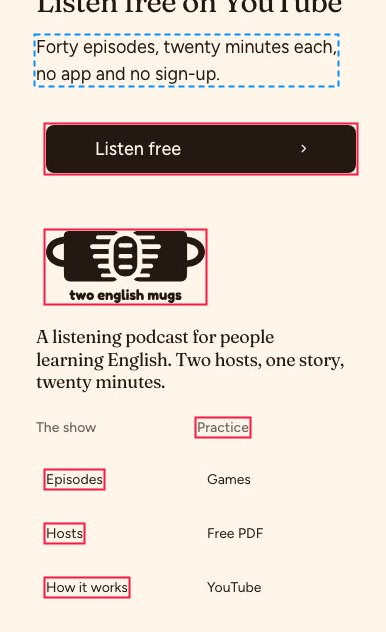 Listen free on YouTube
Forty episodes, twenty minutes each,
no app and no sign-up.
Listen free
two english mugs
A listening podcast for people
learning English. Two hosts, one story,
twenty minutes.
The show
Practice
Episodes
Games
Hosts
Free PDF
How it works
YouTube